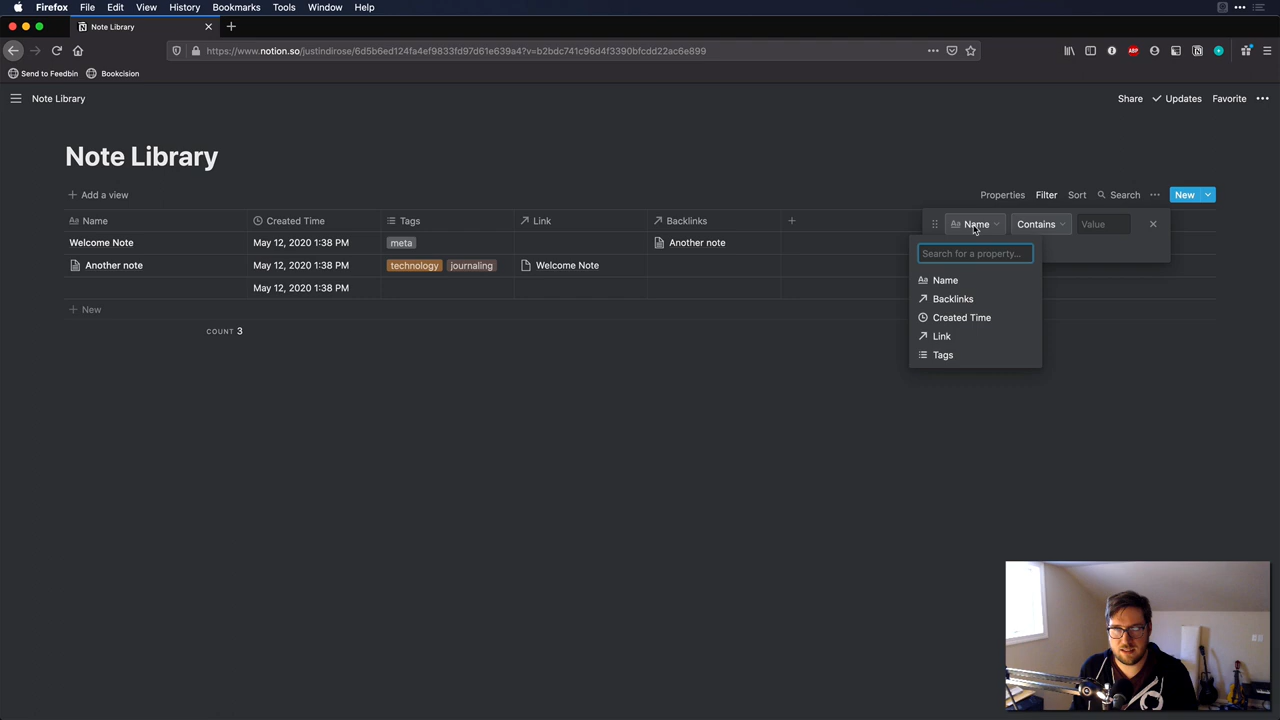 Firefox File Edit View History Bookmarks Tools Window Help
Note Library
https://www.notion.so/justindirose/6d5b6ed124fa4ef9833fd97d61e639a4?v=b2bdc741c96d4f3390bfcdd22ac6e899
Send to Feedbin Bookcision
Note Library Share Updates Favorite
Note Library
Add a view Properties Filter Sort Search New
Name Created Time Tags Link Backlinks
Name Contains Value
Welcome Note May 12, 2020 1:38 PM meta Another note
Search for a property...
Another note May 12, 2020 1:38 PM technology journaling Welcome Note
Name
May 12, 2020 1:38 PM
Backlinks
New
Created Time
COUNT 3
Link
Tags